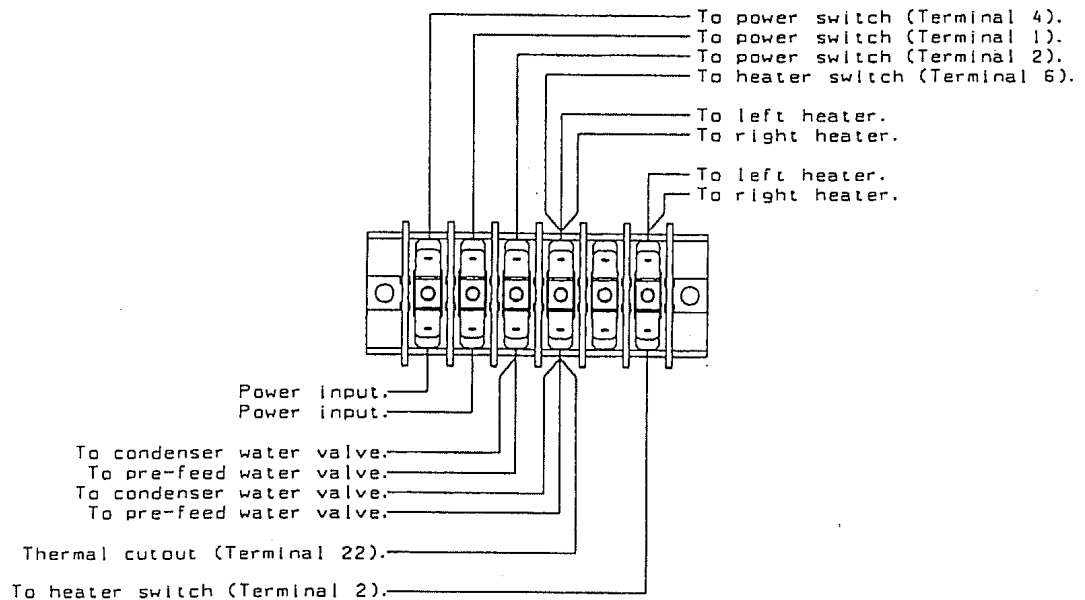 To power switch (Terminal 4).
To power switch (Terminal 1).
To power switch (Terminal 2).
To heater switch (Terminal 6).
To left heater.
To right heater.
To left heater.
To right heater.
Power input.
Power input.
To condenser water valve.
To pre-feed water valve.
To condenser water valve.
To pre-feed water valve.
Thermal cutout (Terminal 22).
To heater switch (Terminal 2).